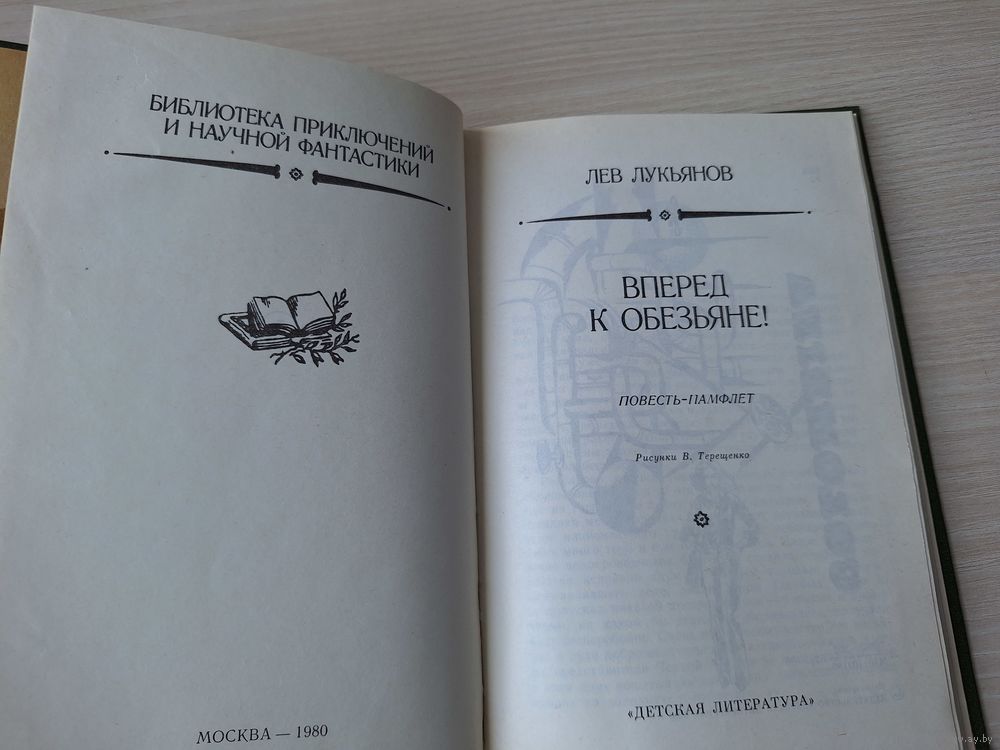 БИБЛИОТЕКА ПРИКЛЮЧЕНИЙ
И НАУЧНОЙ ФАНТАСТИКИ
МОСКВА — 1980
ЛЕВ ЛУКЬЯНОВ
ВПЕРЕД
К ОБЕЗЬЯНЕ!
ПОВЕСТЬ-ПАМФЛЕТ
Рисунки В. Терещенко
«ДЕТСКАЯ ЛИТЕРАТУРА»